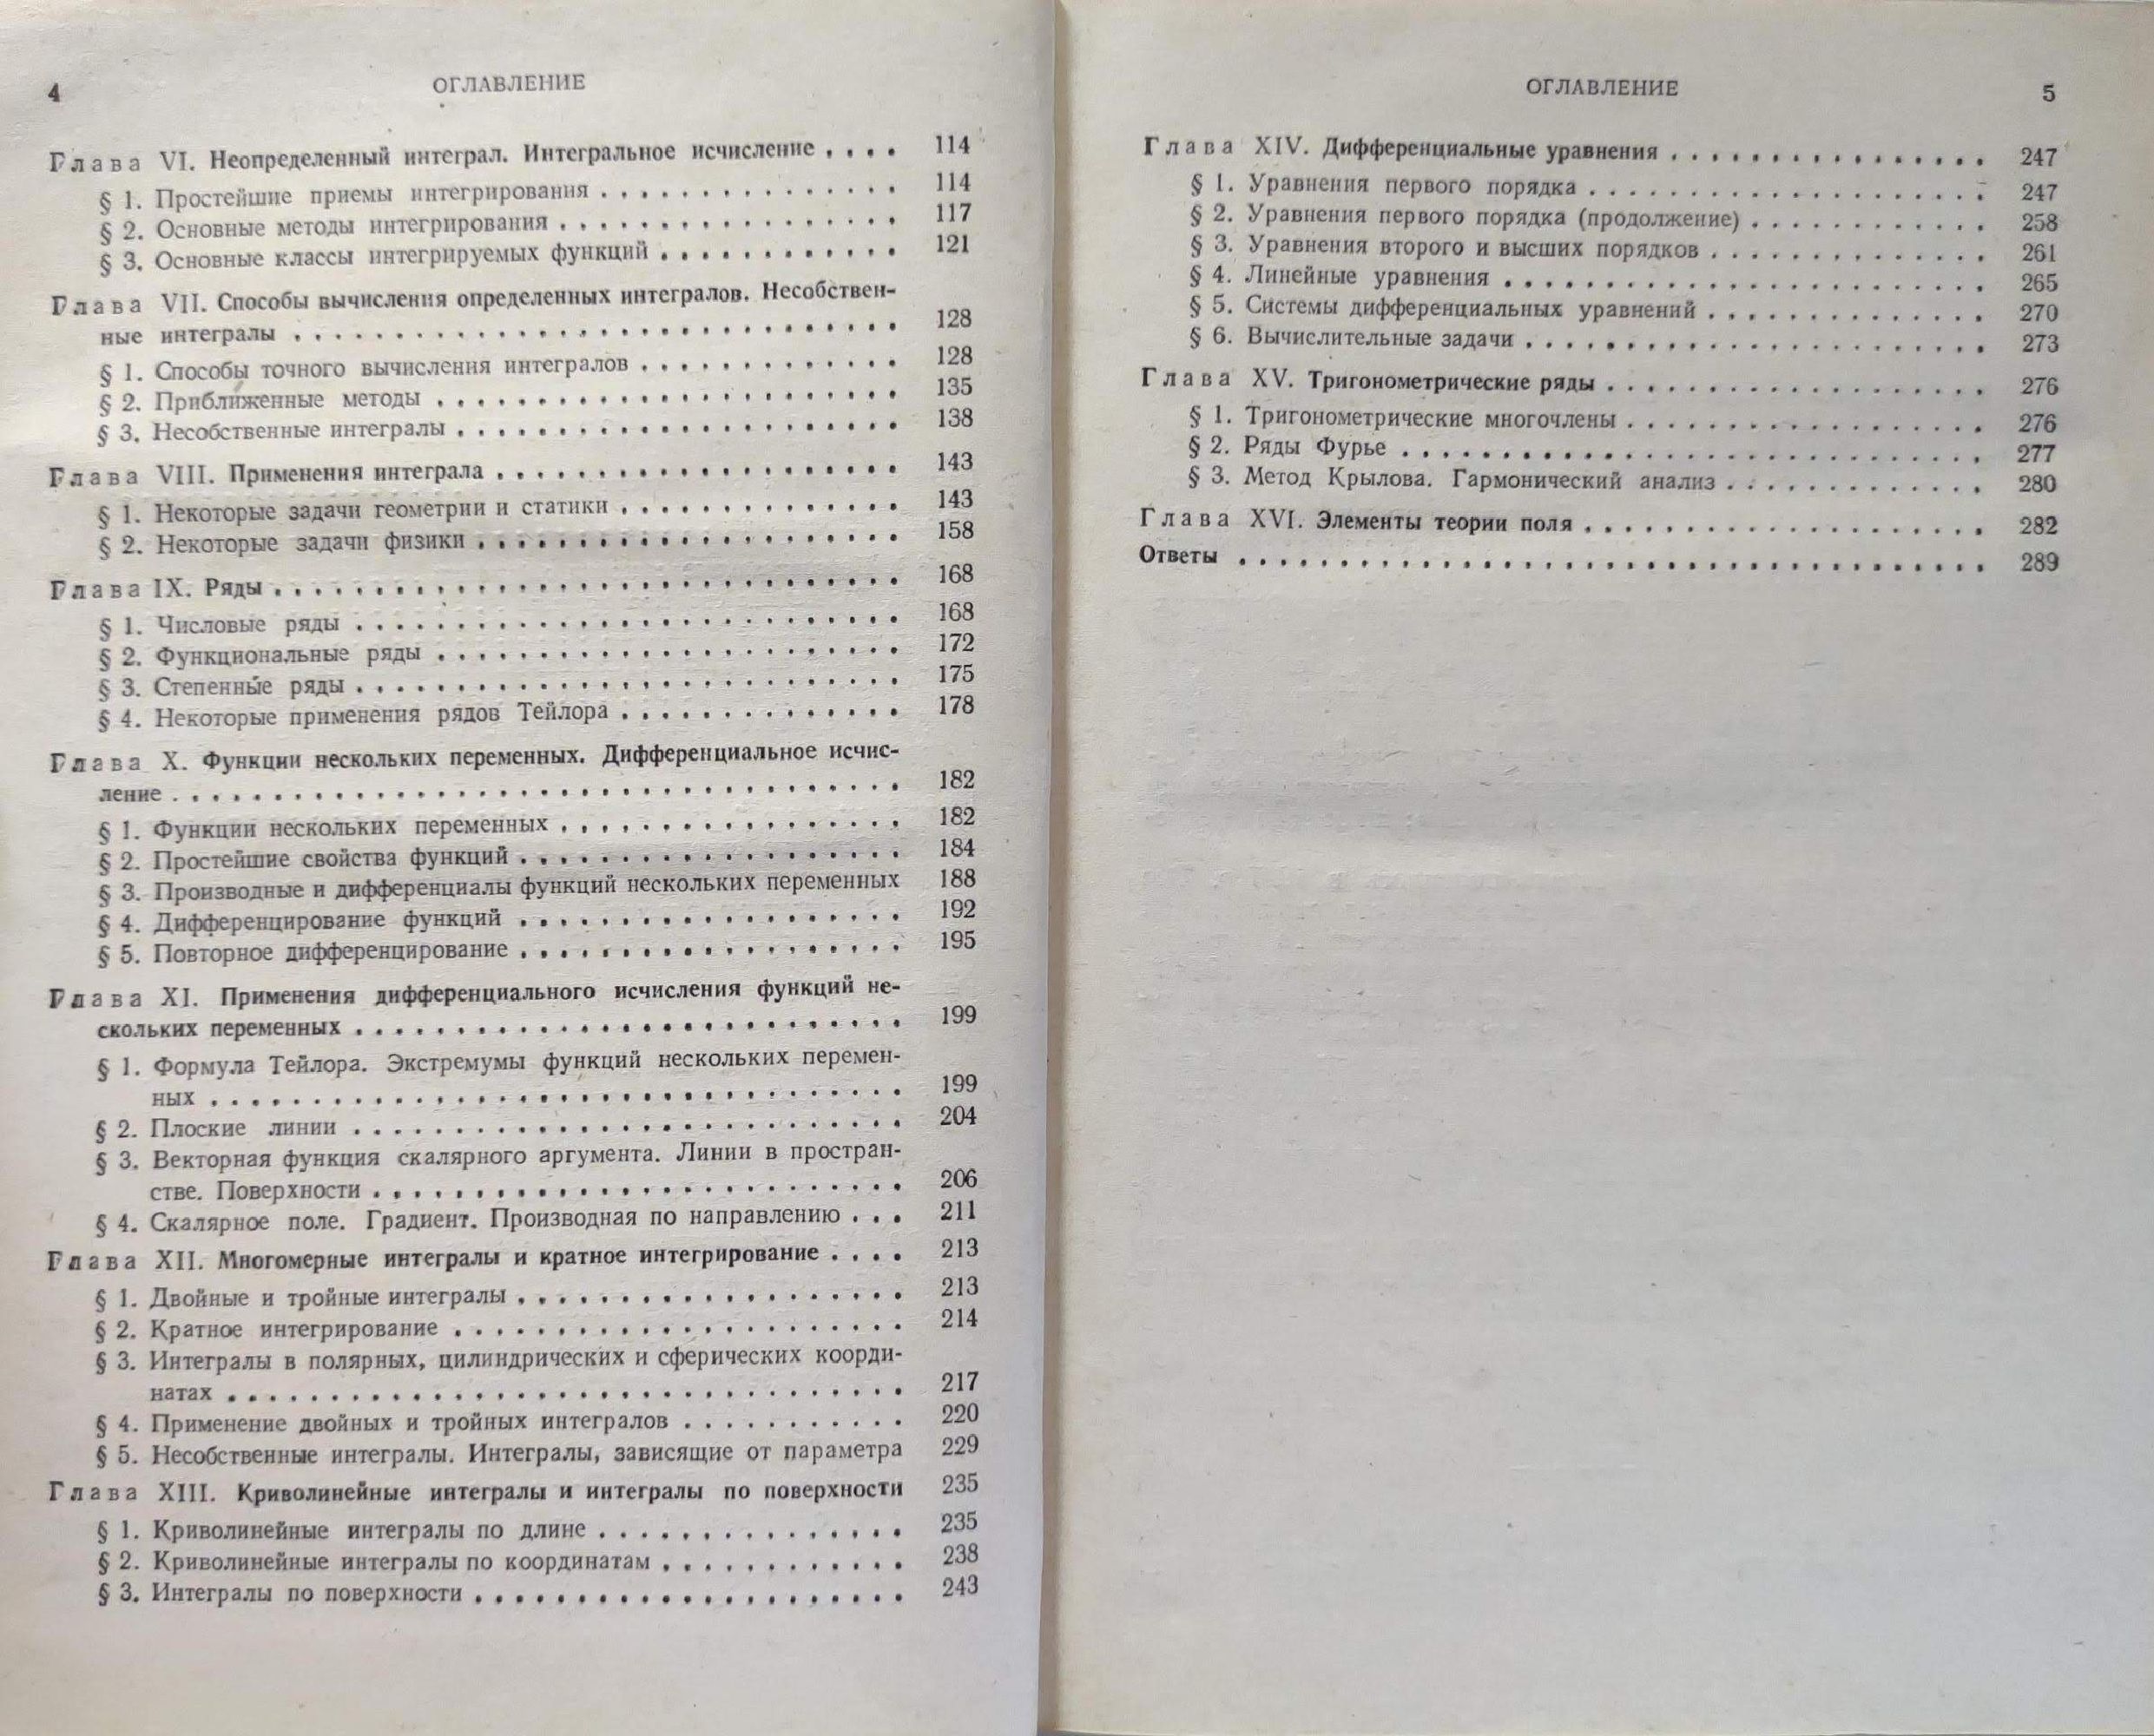 4
ОГЛАВЛЕНИЕ
Глава VI. Неопределенный интеграл. Интегральное исчисление . . . . 114
§ 1. Простейшие приемы интегрирования . . . . . . . . . . . . . . . 114
§ 2. Основные методы интегрирования . . . . . . . . . . . . . . . . . 117
§ 3. Основные классы интегрируемых функций . . . . . . . . . . . . 121
Глава VII. Способы вычисления определенных интегралов. Несобствен-
ные интегралы . . . . . . . . . . . . . . . . . . . . . . . . . . . . . . 128
§ 1. Способы точного вычисления интегралов . . . . . . . . . . . . . 128
§ 2. Приближенные методы . . . . . . . . . . . . . . . . . . . . . . . 135
§ 3. Несобственные интегралы . . . . . . . . . . . . . . . . . . . . . . 138
Глава VIII. Применения интеграла . . . . . . . . . . . . . . . . . . . . 143
§ 1. Некоторые задачи геометрии и статики . . . . . . . . . . . . . . 143
§ 2. Некоторые задачи физики . . . . . . . . . . . . . . . . . . . . . 158
Глава IX. Ряды . . . . . . . . . . . . . . . . . . . . . . . . . . . . . . . 168
§ 1. Числовые ряды . . . . . . . . . . . . . . . . . . . . . . . . . . . 168
§ 2. Функциональные ряды . . . . . . . . . . . . . . . . . . . . . . . 172
§ 3. Степенные ряды . . . . . . . . . . . . . . . . . . . . . . . . . . . 175
§ 4. Некоторые применения рядов Тейлора . . . . . . . . . . . . . . 178
Глава X. Функции нескольких переменных. Дифференциальное исчис-
ление . . . . . . . . . . . . . . . . . . . . . . . . . . . . . . . . . . . . 182
§ 1. Функции нескольких переменных . . . . . . . . . . . . . . . . . 182
§ 2. Простейшие свойства функций . . . . . . . . . . . . . . . . . . . 184
§ 3. Производные и дифференциалы функций нескольких переменных 188
§ 4. Дифференцирование функций . . . . . . . . . . . . . . . . . . . 192
§ 5. Повторное дифференцирование . . . . . . . . . . . . . . . . . . . 195
Глава XI. Применения дифференциального исчисления функций не-
скольких переменных . . . . . . . . . . . . . . . . . . . . . . . . . . . 199
§ 1. Формула Тейлора. Экстремумы функций нескольких перемен-
ных . . . . . . . . . . . . . . . . . . . . . . . . . . . . . . . . . . 199
§ 2. Плоские линии . . . . . . . . . . . . . . . . . . . . . . . . . . . 204
§ 3. Векторная функция скалярного аргумента. Линии в простран-
стве. Поверхности . . . . . . . . . . . . . . . . . . . . . . . . . . 206
§ 4. Скалярное поле. Градиент. Производная по направлению . . . 211
Глава XII. Многомерные интегралы и кратное интегрирование . . . . 213
§ 1. Двойные и тройные интегралы . . . . . . . . . . . . . . . . . . . 213
§ 2. Кратное интегрирование . . . . . . . . . . . . . . . . . . . . . . 214
§ 3. Интегралы в полярных, цилиндрических и сферических коорди-
натах . . . . . . . . . . . . . . . . . . . . . . . . . . . . . . . . . 217
§ 4. Применение двойных и тройных интегралов . . . . . . . . . . . 220
§ 5. Несобственные интегралы. Интегралы, зависящие от параметра 229
Глава XIII. Криволинейные интегралы и интегралы по поверхности 235
§ 1. Криволинейные интегралы по длине . . . . . . . . . . . . . . . 235
§ 2. Криволинейные интегралы по координатам . . . . . . . . . . . . 238
§ 3. Интегралы по поверхности . . . . . . . . . . . . . . . . . . . . . 243
ОГЛАВЛЕНИЕ
5
Глава XIV. Дифференциальные уравнения . . . . . . . . . . . . . . . . 247
§ 1. Уравнения первого порядка . . . . . . . . . . . . . . . . . . . . 247
§ 2. Уравнения первого порядка (продолжение) . . . . . . . . . . . . 258
§ 3. Уравнения второго и высших порядков . . . . . . . . . . . . . . 261
§ 4. Линейные уравнения . . . . . . . . . . . . . . . . . . . . . . . . 265
§ 5. Системы дифференциальных уравнений . . . . . . . . . . . . . . 270
§ 6. Вычислительные задачи . . . . . . . . . . . . . . . . . . . . . . . 273
Глава XV. Тригонометрические ряды . . . . . . . . . . . . . . . . . . . 276
§ 1. Тригонометрические многочлены . . . . . . . . . . . . . . . . . . 276
§ 2. Ряды Фурье . . . . . . . . . . . . . . . . . . . . . . . . . . . . . 277
§ 3. Метод Крылова. Гармонический анализ . . . . . . . . . . . . . 280
Глава XVI. Элементы теории поля . . . . . . . . . . . . . . . . . . . . 282
Ответы . . . . . . . . . . . . . . . . . . . . . . . . . . . . . . . . . . . . . 289